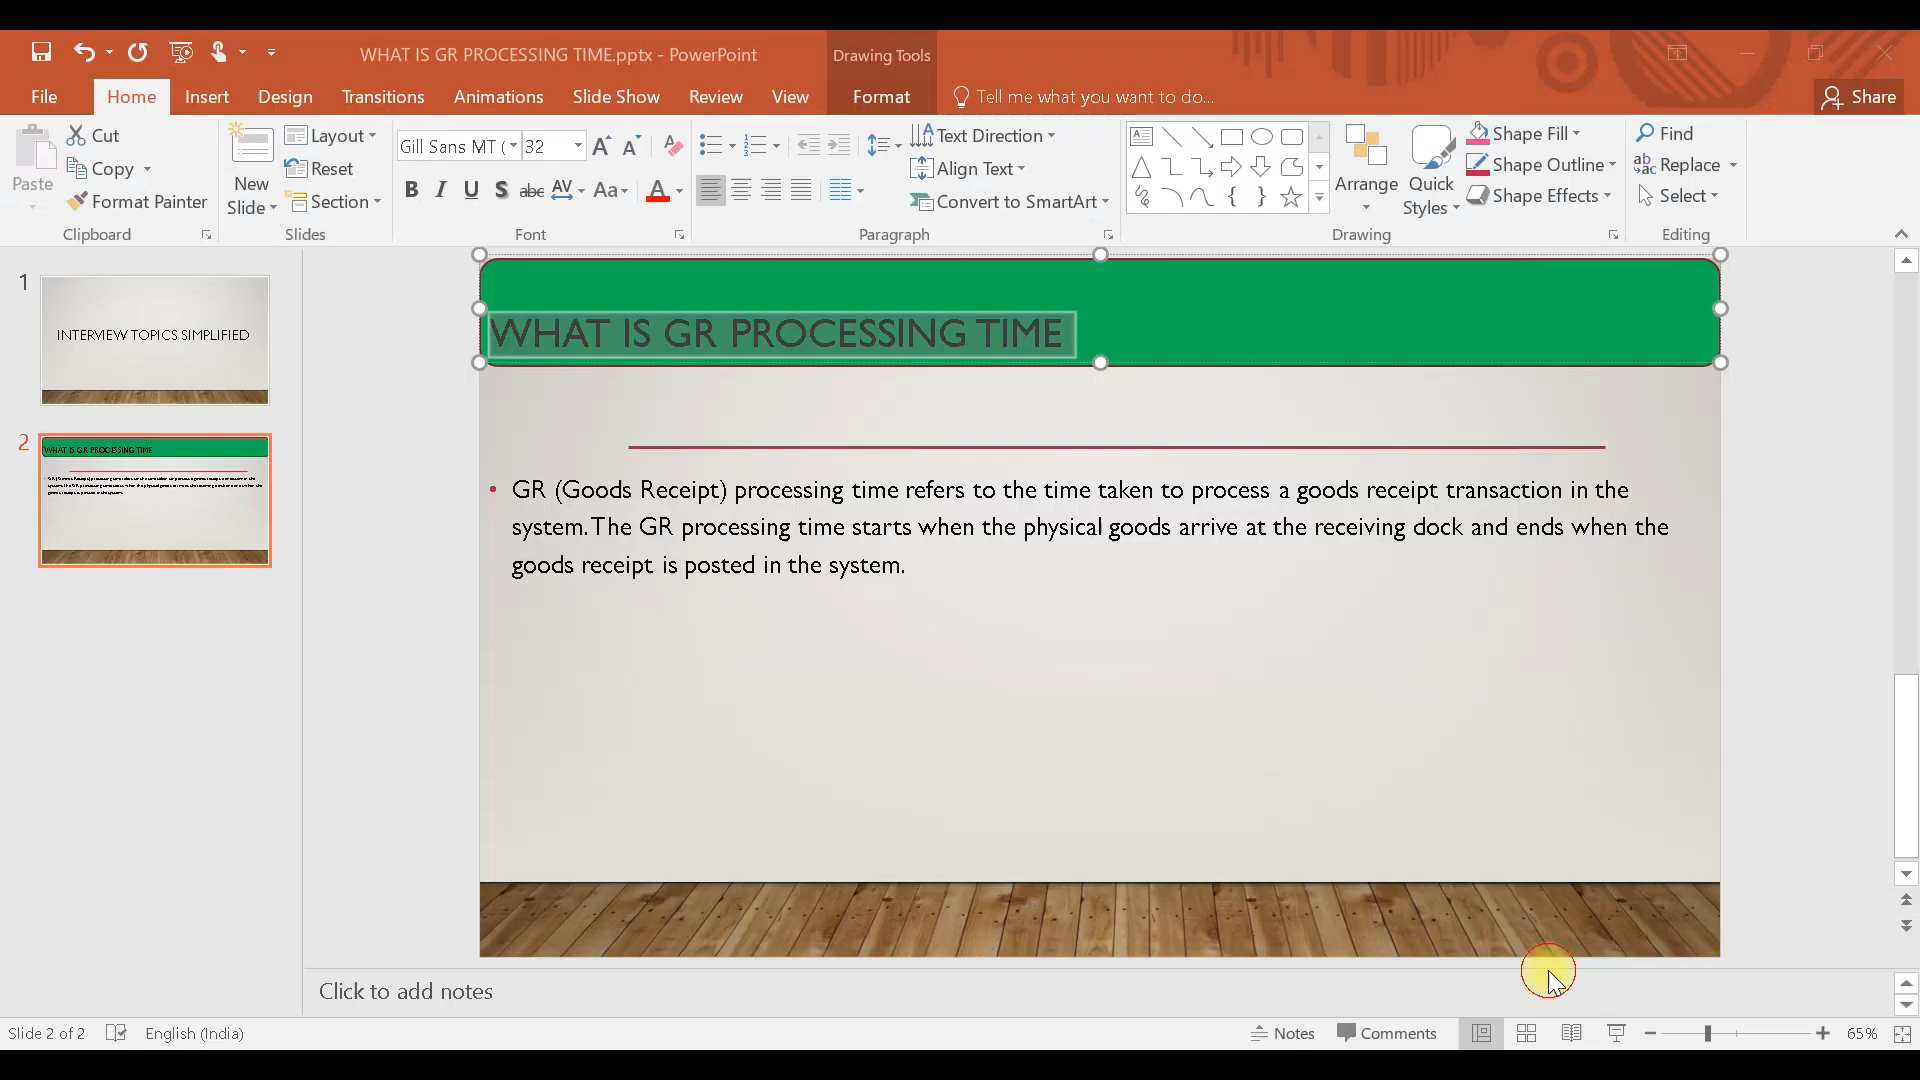 WHAT IS GR PROCESSING TIME.pptx - PowerPoint
Drawing Tools
File Home Insert Design Transitions Animations Slide Show Review View Format Tell me what you want to do... Share
Paste
Cut
Copy
Format Painter
Clipboard
New Slide
Layout
Reset
Section
Slides
Gill Sans MT ( 32
B I U S abc AV Aa A
Font
Text Direction
Align Text
Convert to SmartArt
Paragraph
Arrange
Quick Styles
Shape Fill
Shape Outline
Shape Effects
Drawing
Find
Replace
Select
Editing
1
INTERVIEW TOPICS SIMPLIFIED
2
WHAT IS GR PROCESSING TIME
WHAT IS GR PROCESSING TIME
• GR (Goods Receipt) processing time refers to the time taken to process a goods receipt transaction in the
system. The GR processing time starts when the physical goods arrive at the receiving dock and ends when the
goods receipt is posted in the system.
Click to add notes
Slide 2 of 2 English (India) Notes Comments 65%